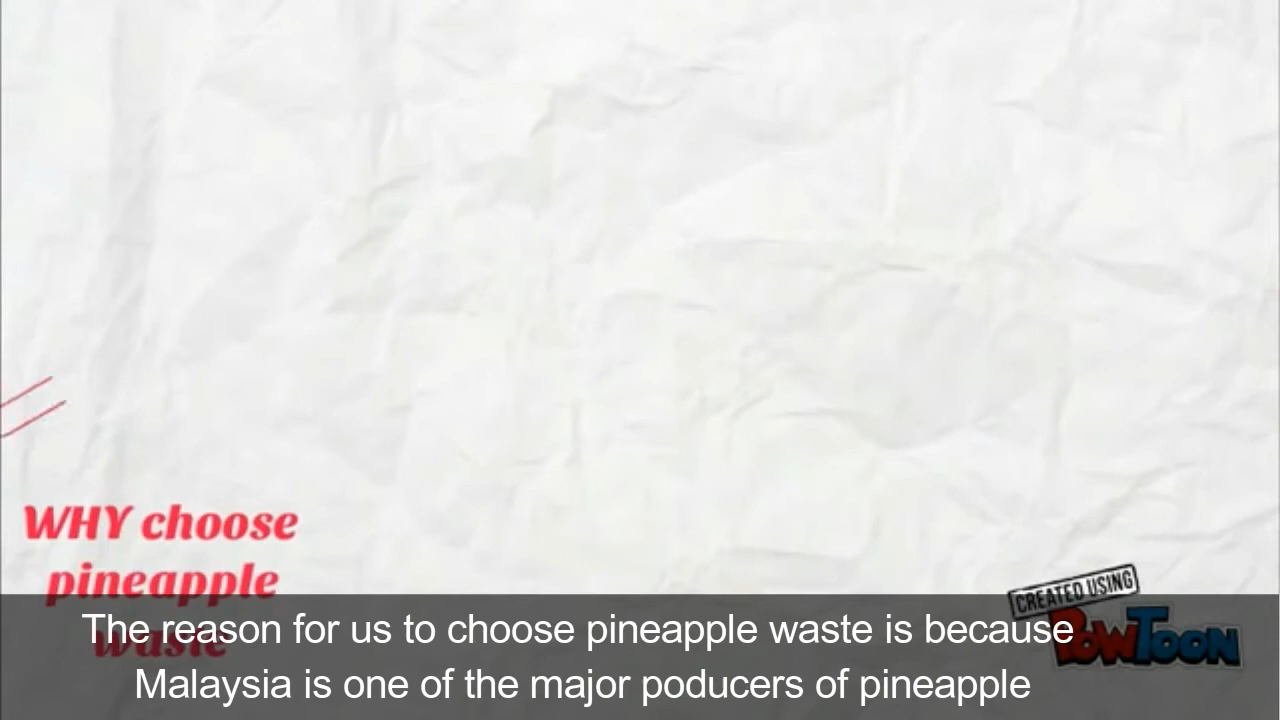 WHY choose
pineapple
waste
CREATED USING
POWTOON
The reason for us to choose pineapple waste is because
Malaysia is one of the major poducers of pineapple